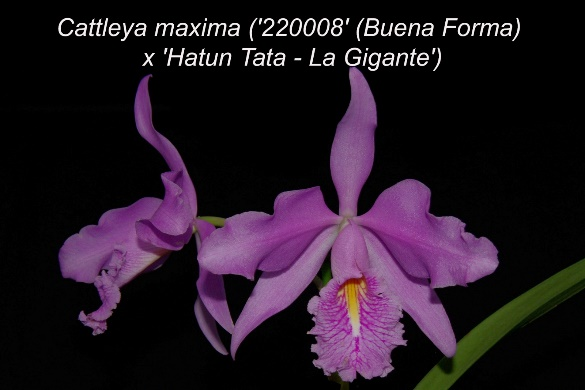 Cattleya maxima ('220008' (Buena Forma)
x 'Hatun Tata - La Gigante')